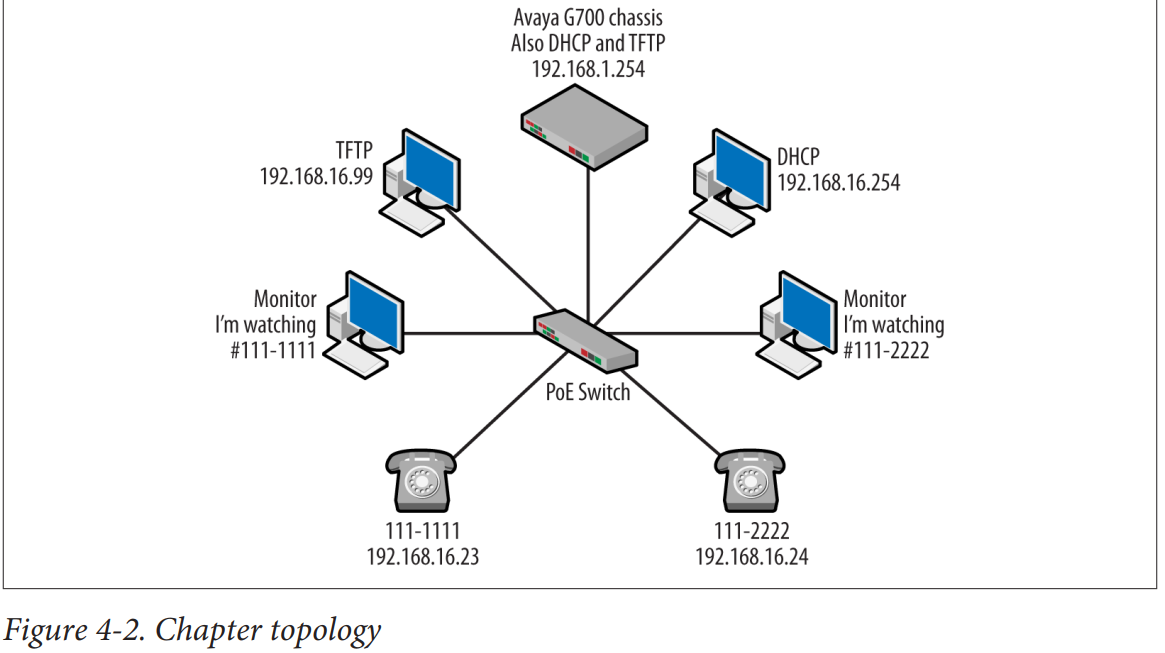 Avaya G700 chassis
Also DHCP and TFTP
192.168.1.254
TFTP
192.168.16.99
DHCP
192.168.16.254
Monitor
I'm watching
#111-1111
Monitor
I'm watching
#111-2222
PoE Switch
111-1111
192.168.16.23
111-2222
192.168.16.24
Figure 4-2. Chapter topology